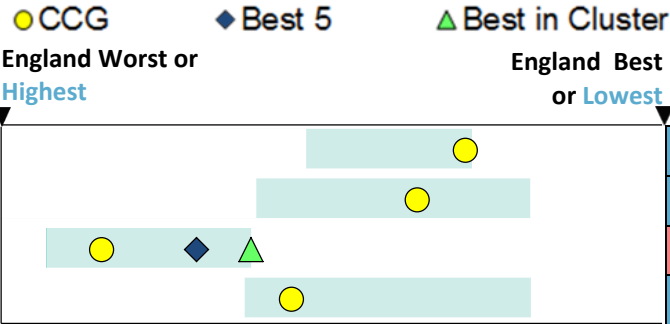 CCG Best 5 Best in Cluster
England Worst or England Best
Highest or Lowest